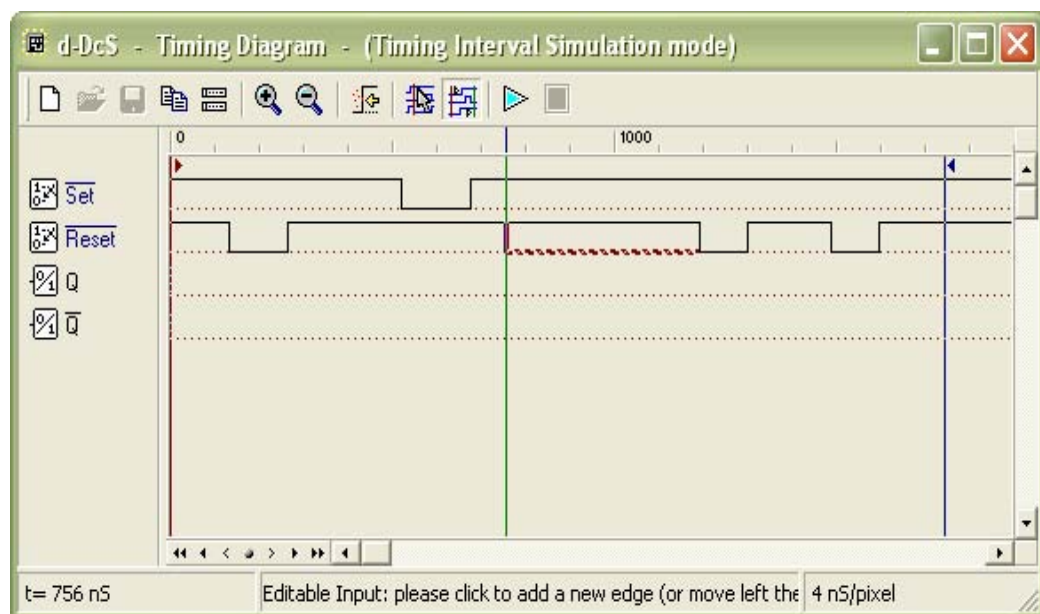 d-DcS - Timing Diagram - (Timing Interval Simulation mode)
0 1000
Set
Reset
Q
Q
t= 756 nS
Editable Input: please click to add a new edge (or move left the
4 nS/pixel